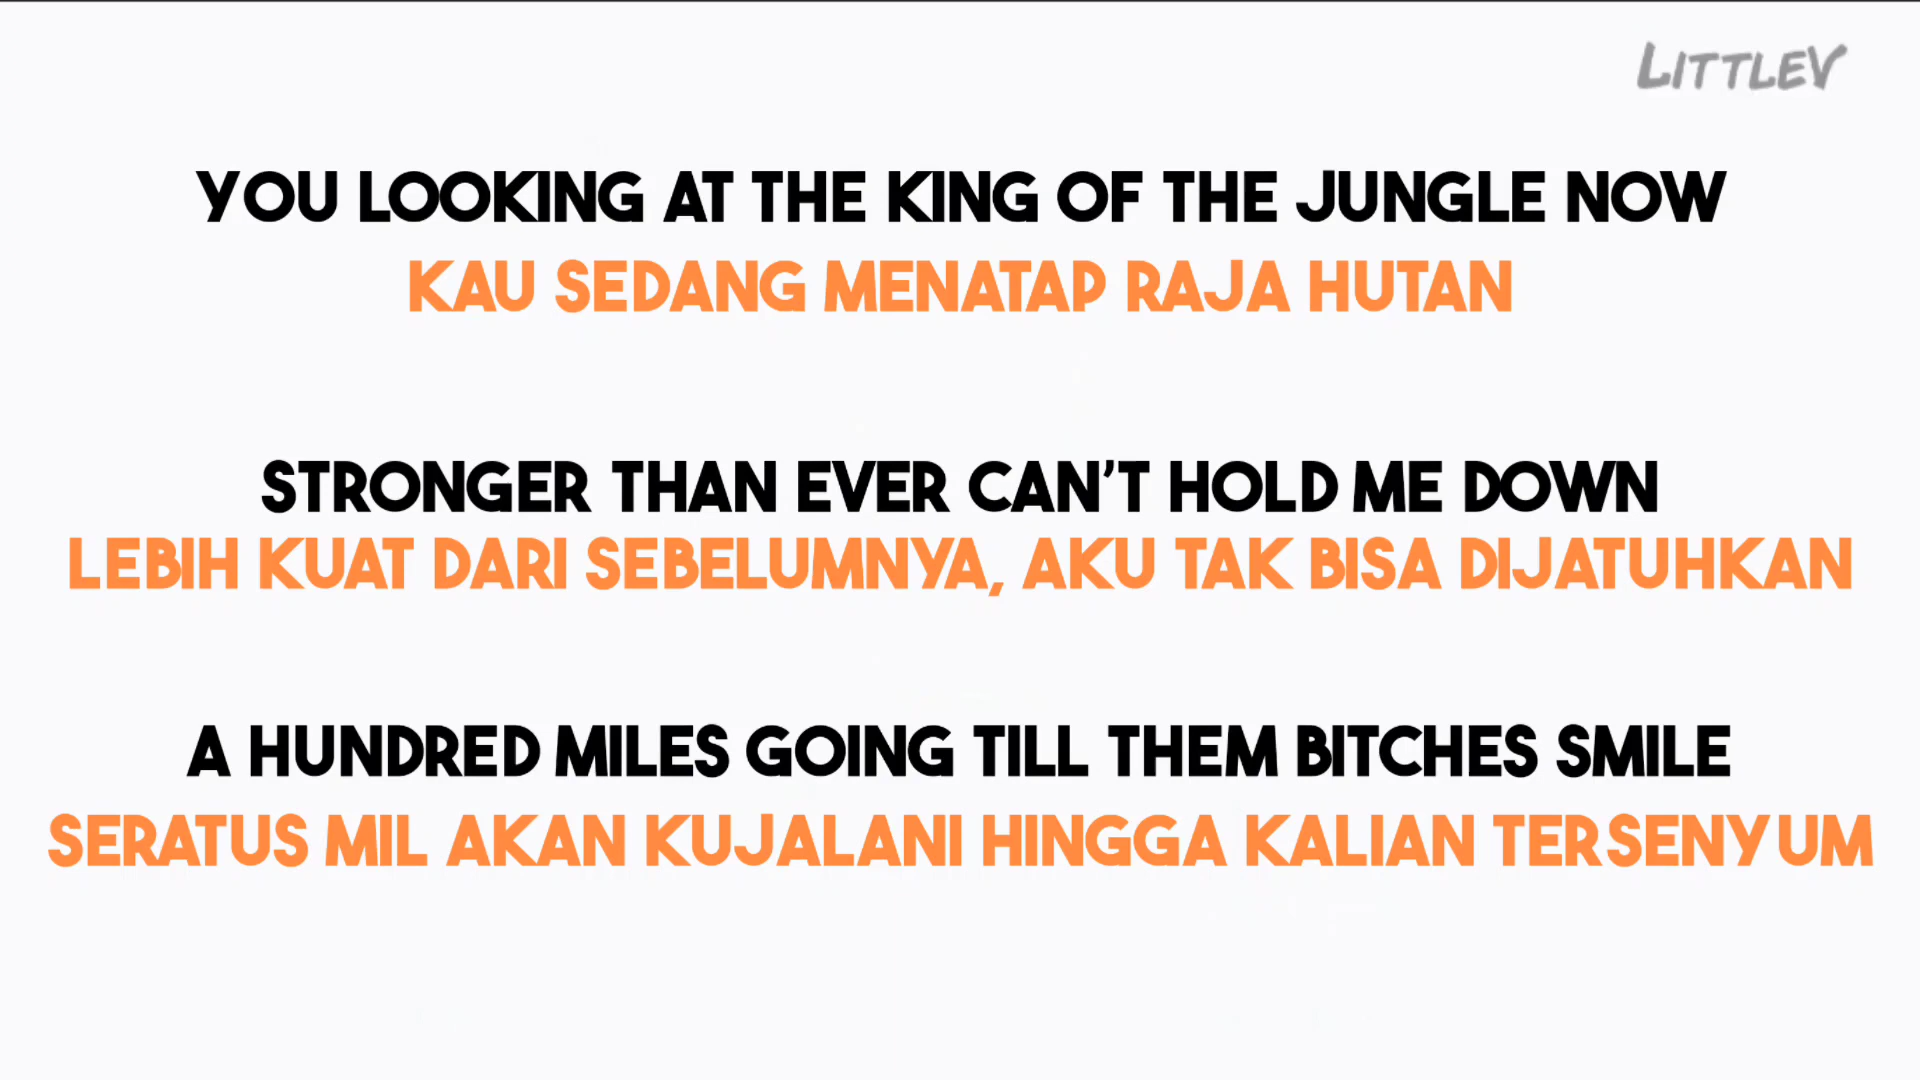 LITTLEV
YOU LOOKING AT THE KING OF THE JUNGLE NOW
KAU SEDANG MENATAP RAJA HUTAN
STRONGER THAN EVER CAN'T HOLD ME DOWN
LEBIH KUAT DARI SEBELUMNYA, AKU TAK BISA DIJATUHKAN
A HUNDRED MILES GOING TILL THEM BITCHES SMILE
SERATUS MIL AKAN KUJALANI HINGGA KALIAN TERSENYUM